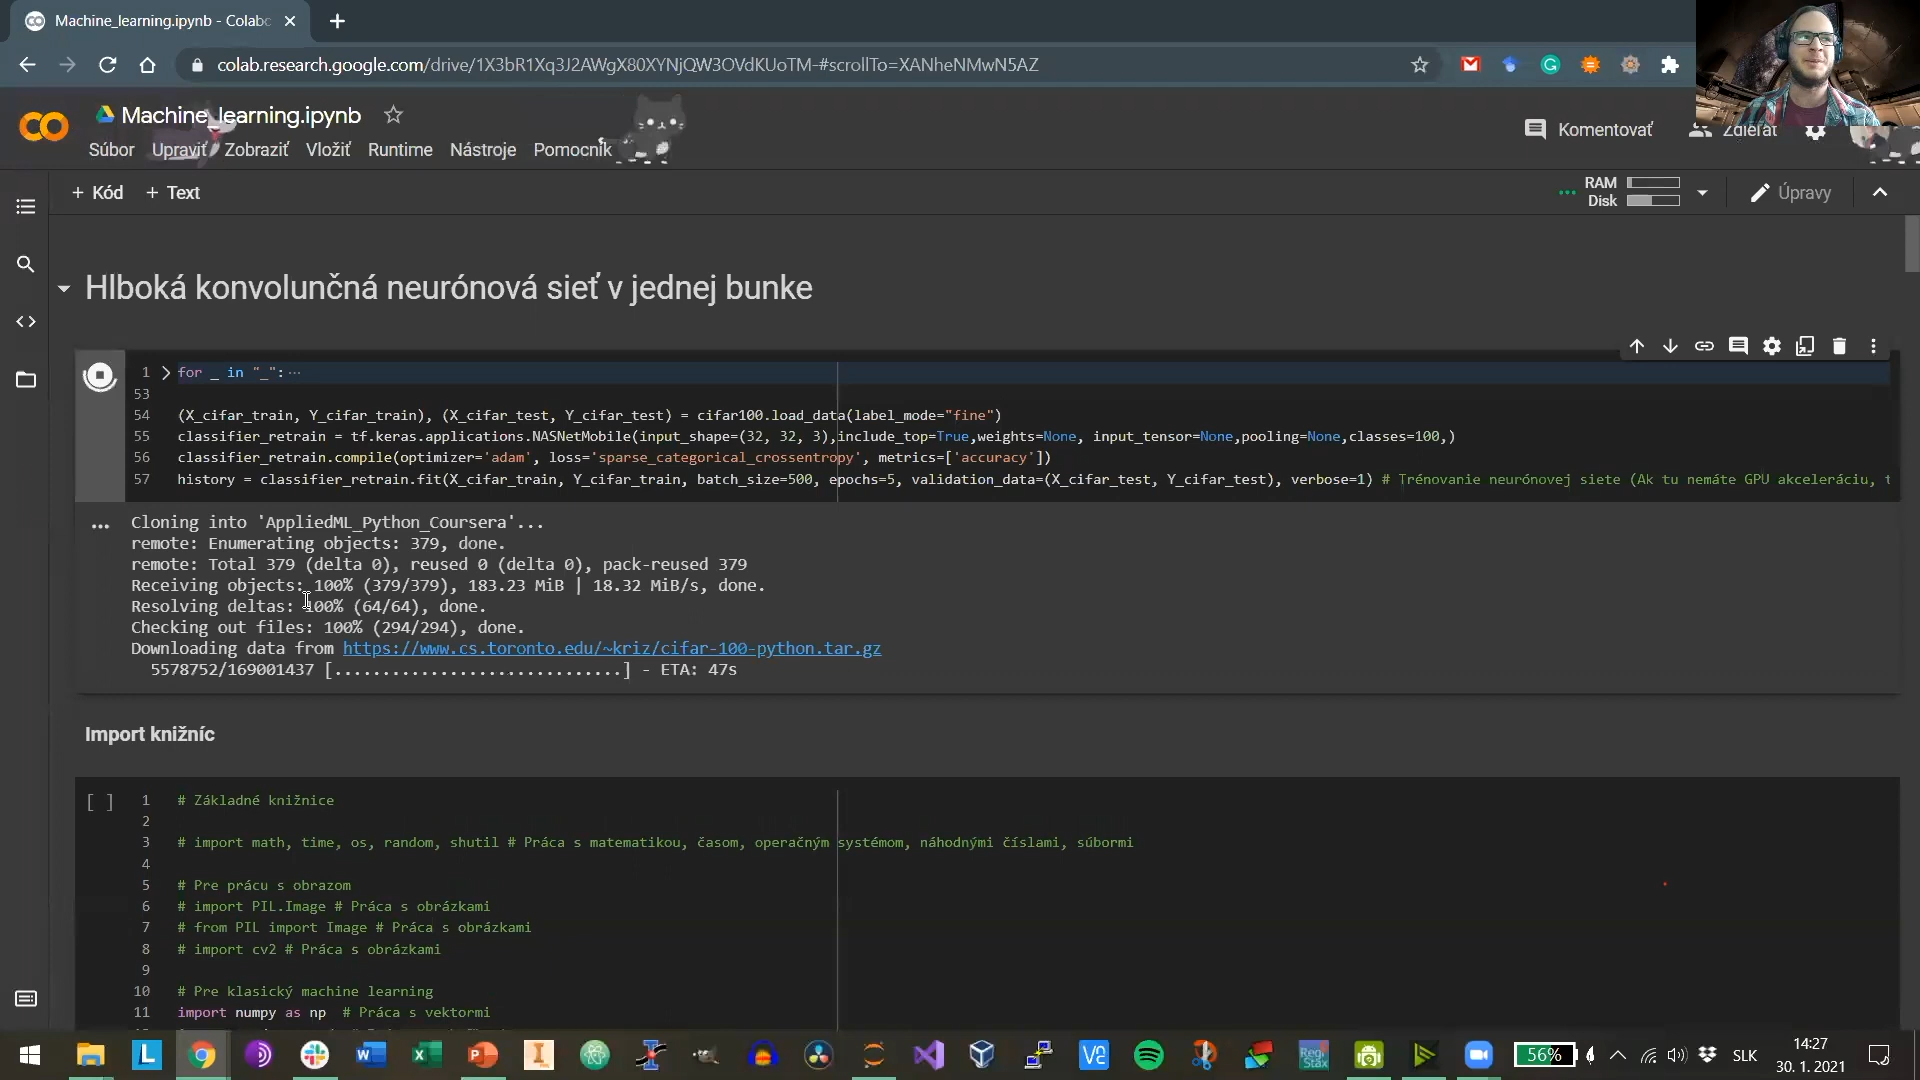 Machine_learning.ipynb - Colabo
colab.research.google.com/drive/1X3bR1Xq3J2AWgX80XYNjQW3OVdKUoTM-#scrollTo=XANheNMwN5AZ
Machine_learning.ipynb
Komentovať
Zdieľať
Súbor Upraviť Zobraziť Vložiť Runtime Nástroje Pomocník
+ Kód + Text
RAM
Disk
Úpravy
Hlboká konvolunčná neurónová sieť v jednej bunke
1 for _ in "_": ···
53
54 (X_cifar_train, Y_cifar_train), (X_cifar_test, Y_cifar_test) = cifar100.load_data(label_mode="fine")
55 classifier_retrain = tf.keras.applications.NASNetMobile(input_shape=(32, 32, 3),include_top=True,weights=None, input_tensor=None,pooling=None,classes=100,)
56 classifier_retrain.compile(optimizer='adam', loss='sparse_categorical_crossentropy', metrics=['accuracy'])
57 history = classifier_retrain.fit(X_cifar_train, Y_cifar_train, batch_size=500, epochs=5, validation_data=(X_cifar_test, Y_cifar_test), verbose=1) # Trénovanie neurónovej siete (Ak tu nemáte GPU akceleráciu, t
Cloning into 'AppliedML_Python_Coursera'...
remote: Enumerating objects: 379, done.
remote: Total 379 (delta 0), reused 0 (delta 0), pack-reused 379
Receiving objects: 100% (379/379), 183.23 MiB | 18.32 MiB/s, done.
Resolving deltas: 100% (64/64), done.
Checking out files: 100% (294/294), done.
Downloading data from https://www.cs.toronto.edu/~kriz/cifar-100-python.tar.gz
5578752/169001437 [..............................] - ETA: 47s
Import knižníc
[ ] 1 # Základné knižnice
2
3 # import math, time, os, random, shutil # Práca s matematikou, časom, operačným systémom, náhodnými číslami, súbormi
4
5 # Pre prácu s obrazom
6 # import PIL.Image # Práca s obrázkami
7 # from PIL import Image # Práca s obrázkami
8 # import cv2 # Práca s obrázkami
9
10 # Pre klasický machine learning
11 import numpy as np # Práca s vektormi
56%
SLK
14:27
30. 1. 2021